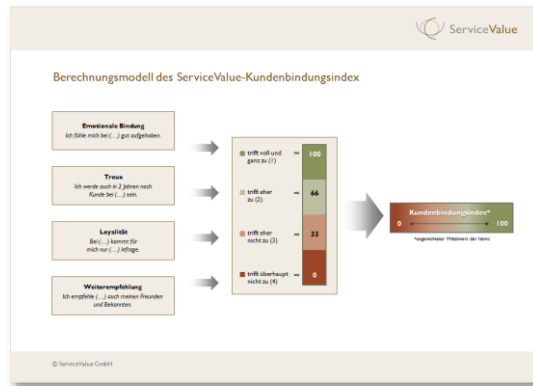 ServiceValue
Berechnungsmodell des ServiceValue-Kundenbindungsindex
Emotionale Bindung
Ich fühle mich bei (…) gut aufgehoben.
Treue
Ich werde auch in 2 Jahren noch
Kunde bei (…) sein.
Loyalität
Bei (…) kommt für
mich nur (…) infrage.
Weiterempfehlung
Ich empfehle (…) auch meinen Freunden
und Bekannten.
trifft voll und
ganz zu (1)
100
trifft eher
zu (2)
66
trifft eher
nicht zu (3)
33
trifft überhaupt
nicht zu (4)
0
Kundenbindungsindex*
0
100
*ungewichteter Mittelwert der Items
© ServiceValue GmbH